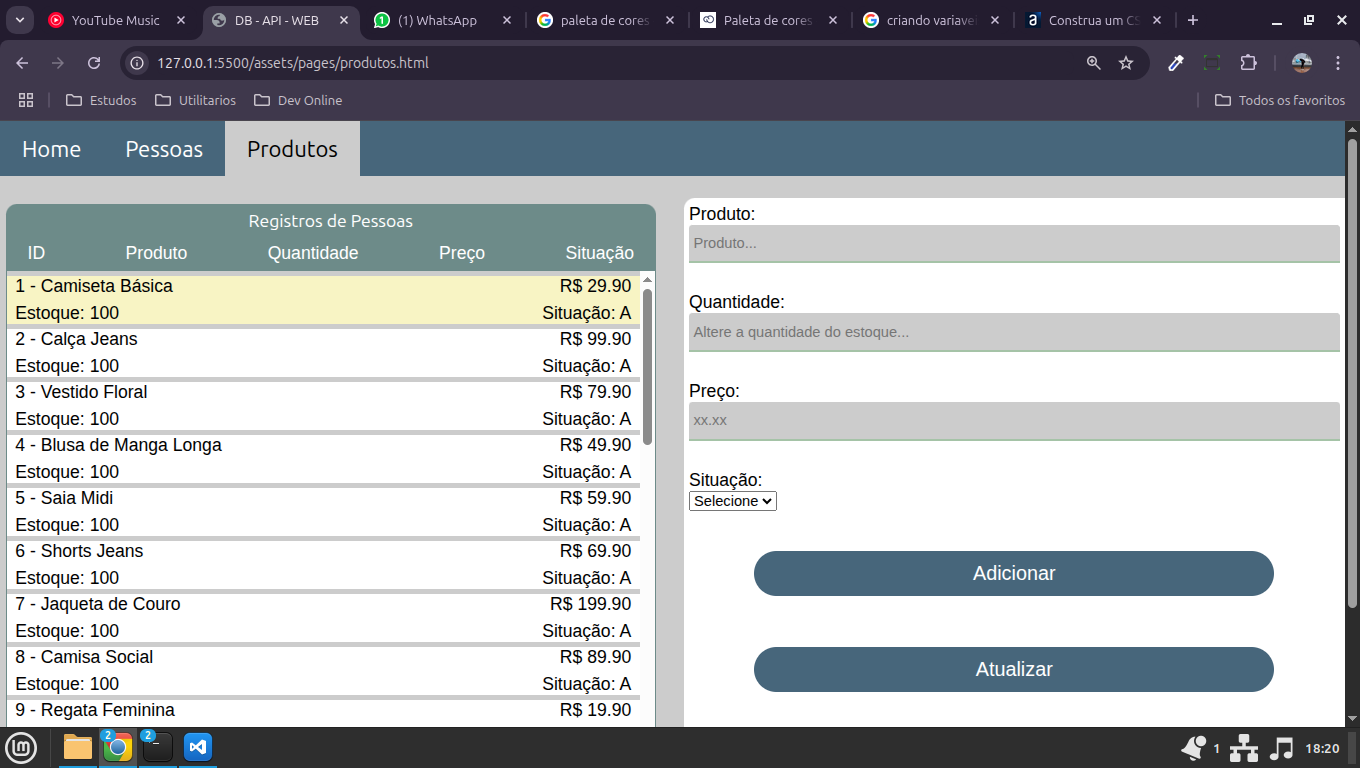 YouTube Music
DB - API - WEB
(1) WhatsApp
paleta de cores
Paleta de cores
criando variavei
Construa um CS
127.0.0.1:5500/assets/pages/produtos.html
Estudos
Utilitarios
Dev Online
Todos os favoritos
Home
Pessoas
Produtos
Registros de Pessoas
ID Produto Quantidade Preço Situação
1 - Camiseta Básica R$ 29.90
Estoque: 100 Situação: A
2 - Calça Jeans R$ 99.90
Estoque: 100 Situação: A
3 - Vestido Floral R$ 79.90
Estoque: 100 Situação: A
4 - Blusa de Manga Longa R$ 49.90
Estoque: 100 Situação: A
5 - Saia Midi R$ 59.90
Estoque: 100 Situação: A
6 - Shorts Jeans R$ 69.90
Estoque: 100 Situação: A
7 - Jaqueta de Couro R$ 199.90
Estoque: 100 Situação: A
8 - Camisa Social R$ 89.90
Estoque: 100 Situação: A
9 - Regata Feminina R$ 19.90
Produto:
Produto...
Quantidade:
Altere a quantidade do estoque...
Preço:
xx.xx
Situação:
Selecione
Adicionar
Atualizar
2
2
1
18:20